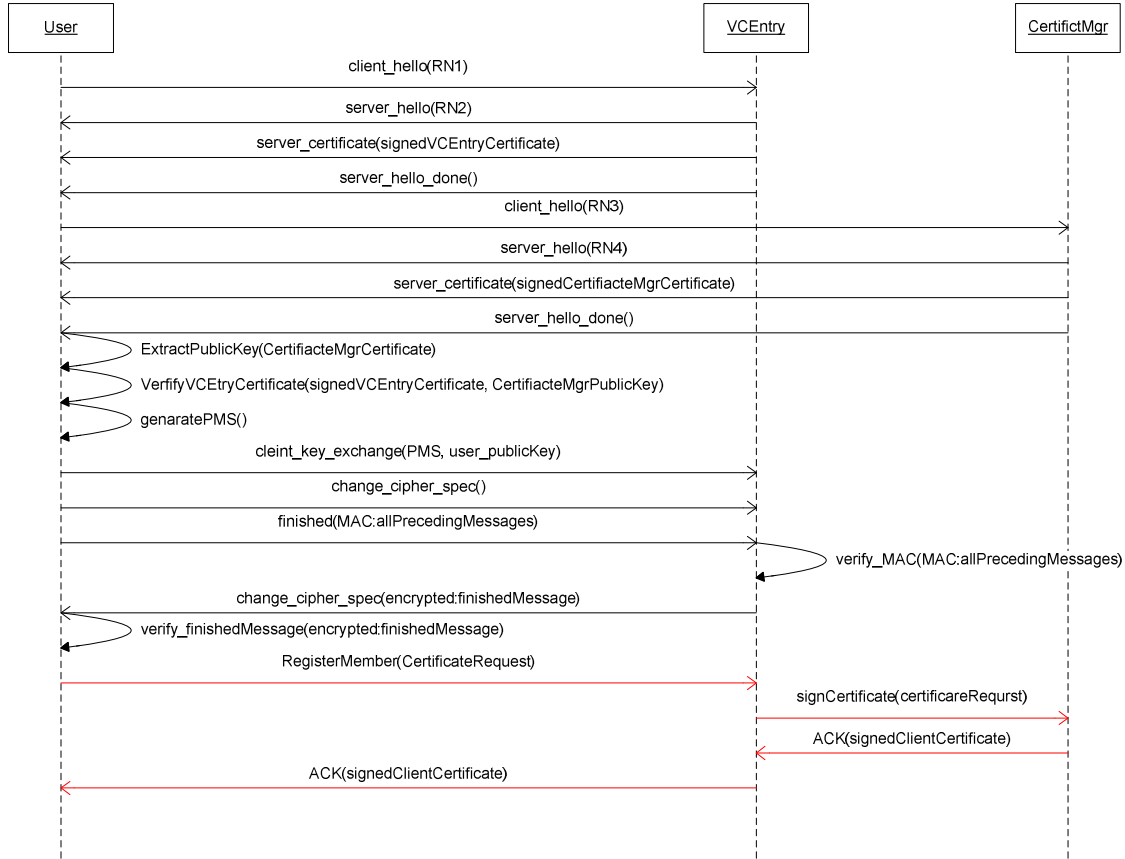 User
VCEntry
CertifictMgr
client_hello(RN1)
server_hello(RN2)
server_certificate(signedVCEntryCertificate)
server_hello_done()
client_hello(RN3)
server_hello(RN4)
server_certificate(signedCertifiacteMgrCertificate)
server_hello_done()
ExtractPublicKey(CertifiacteMgrCertificate)
VerfifyVCEtryCertificate(signedVCEntryCertificate, CertifiacteMgrPublicKey)
genaratePMS()
cleint_key_exchange(PMS, user_publicKey)
change_cipher_spec()
finished(MAC:allPrecedingMessages)
verify_MAC(MAC:allPrecedingMessages)
change_cipher_spec(encrypted:finishedMessage)
verify_finishedMessage(encrypted:finishedMessage)
RegisterMember(CertificateRequest)
signCertificate(certificareRequrst)
ACK(signedClientCertificate)
ACK(signedClientCertificate)